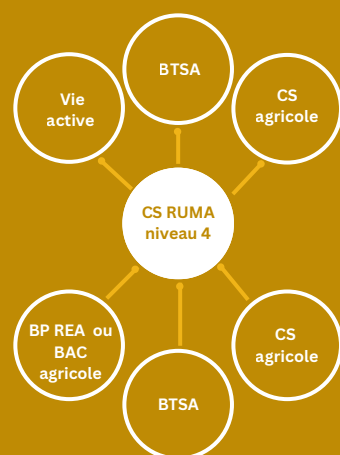 BTSA
Vie
active
CS
agricole
CS RUMA
niveau 4
BP REA ou
BAC
agricole
CS
agricole
BTSA